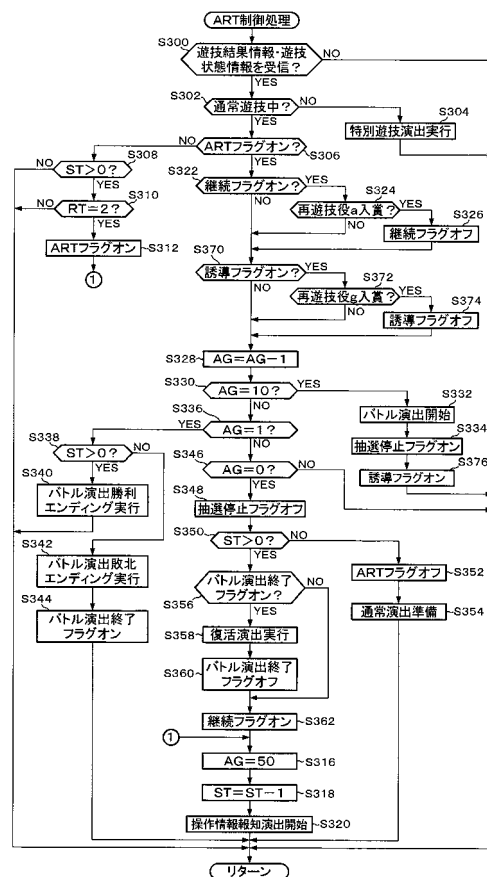 ART制御処理
S300
遊技結果情報・遊技
状態情報を受信？
NO
YES
S302
通常遊技中？
NO
YES
S304
特別遊技演出実行
NO
ARTフラグオン？
S306
YES
S308
NO
ST>0？
YES
S310
NO
RT=2？
YES
ARTフラグオン
S312
①
S322
継続フラグオン？
YES
NO
S324
再遊技役a入賞？
YES
NO
S326
継続フラグオフ
S370
誘導フラグオン？
YES
NO
S372
再遊技役g入賞？
YES
NO
S374
誘導フラグオフ
S328
AG=AG-1
S330
AG=10？
YES
NO
S332
バトル演出開始
S334
抽選停止フラグオン
S376
誘導フラグオン
S336
YES
AG=1？
NO
S338
ST>0？
NO
YES
S340
バトル演出勝利
エンディング実行
S342
バトル演出敗北
エンディング実行
S344
バトル演出終了
フラグオン
S346
AG=0？
NO
YES
S348
抽選停止フラグオフ
S350
ST>0？
NO
YES
ARTフラグオフ
S352
通常演出準備
S354
バトル演出終了
フラグオン？
NO
S356
YES
S358
復活演出実行
S360
バトル演出終了
フラグオフ
継続フラグオン
S362
①
AG=50
S316
ST=ST-1
S318
操作情報報知演出開始
S320
リターン